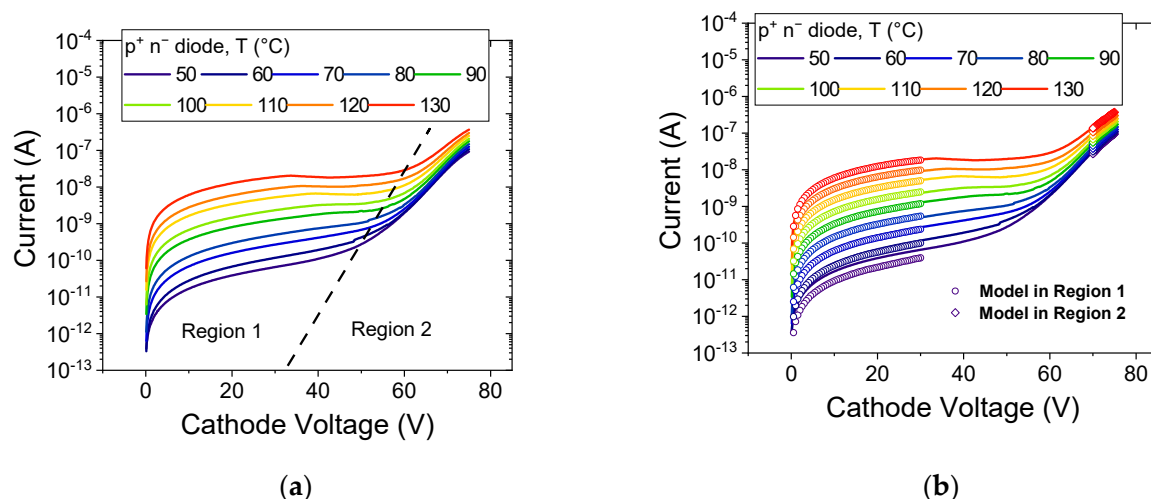 p⁺ n⁻ diode, T (°C)
50 60 70 80 90
100 110 120 130
10⁻⁴
10⁻⁵
10⁻⁶
10⁻⁷
10⁻⁸
10⁻⁹
10⁻¹⁰
10⁻¹¹
10⁻¹²
10⁻¹³
Current (A)
Region 1
Region 2
0 20 40 60 80
Cathode Voltage (V)
(a)
p⁺ n⁻ diode, T (°C)
50 60 70 80 90
100 110 120 130
10⁻⁴
10⁻⁵
10⁻⁶
10⁻⁷
10⁻⁸
10⁻⁹
10⁻¹⁰
10⁻¹¹
10⁻¹²
10⁻¹³
Current (A)
Model in Region 1
Model in Region 2
0 20 40 60 80
Cathode Voltage (V)
(b)